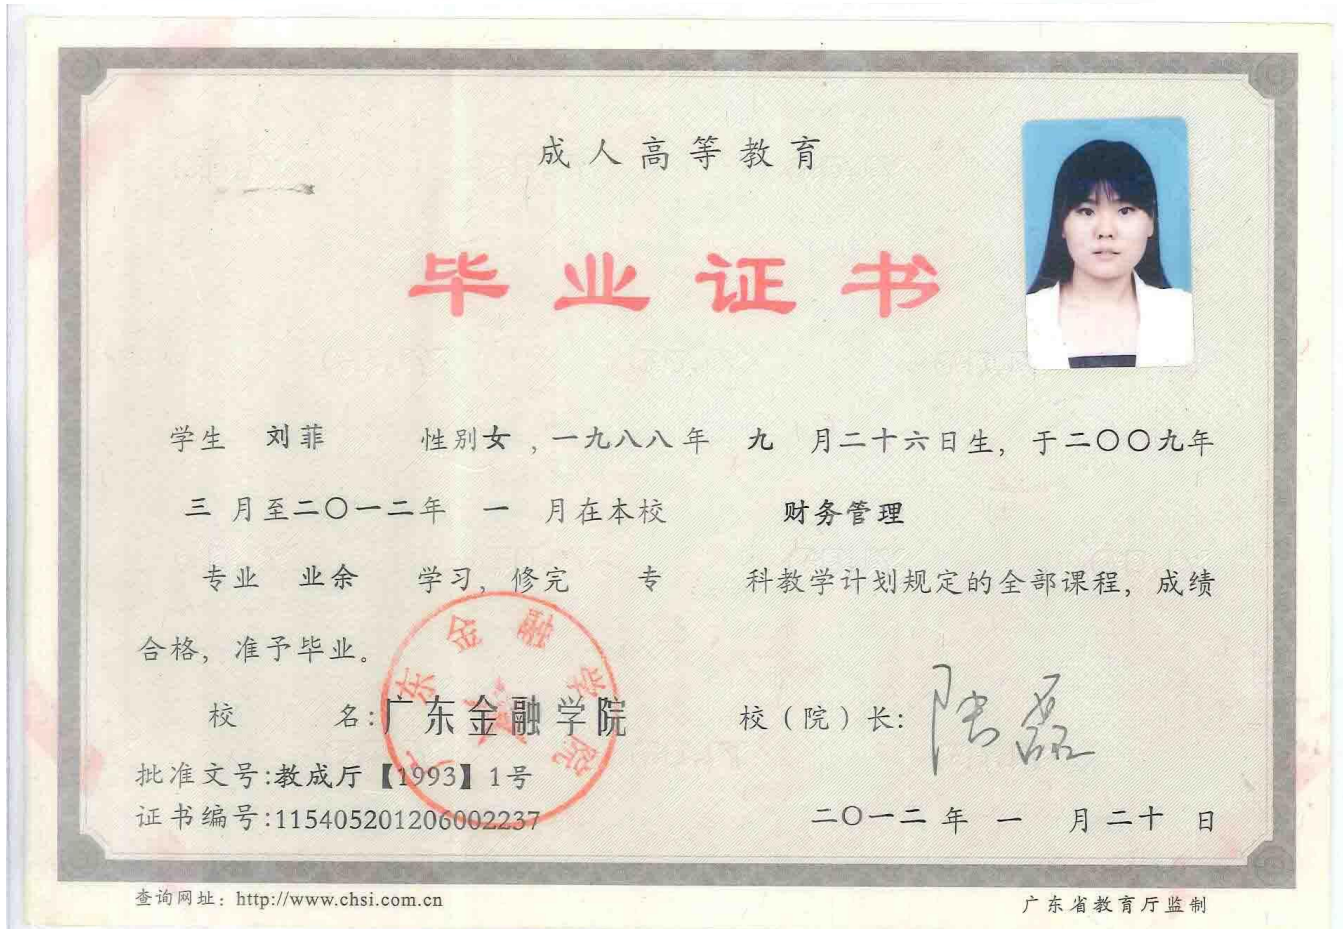 成人高等教育
毕业证书
学生 刘菲 性别女，一九八八年 九 月二十六日生，于二〇〇九年
三 月至二〇一二年 一 月在本校 财务管理
专业 业余 学习，修完 专 科教学计划规定的全部课程，成绩
合格，准予毕业。
校 名：广东金融学院 校（院）长：
广东金融学院
批准文号：教成厅【1993】1号
证书编号：115405201206002237
二〇一二年 一 月二十 日
查询网址：http://www.chsi.com.cn
广东省教育厅监制